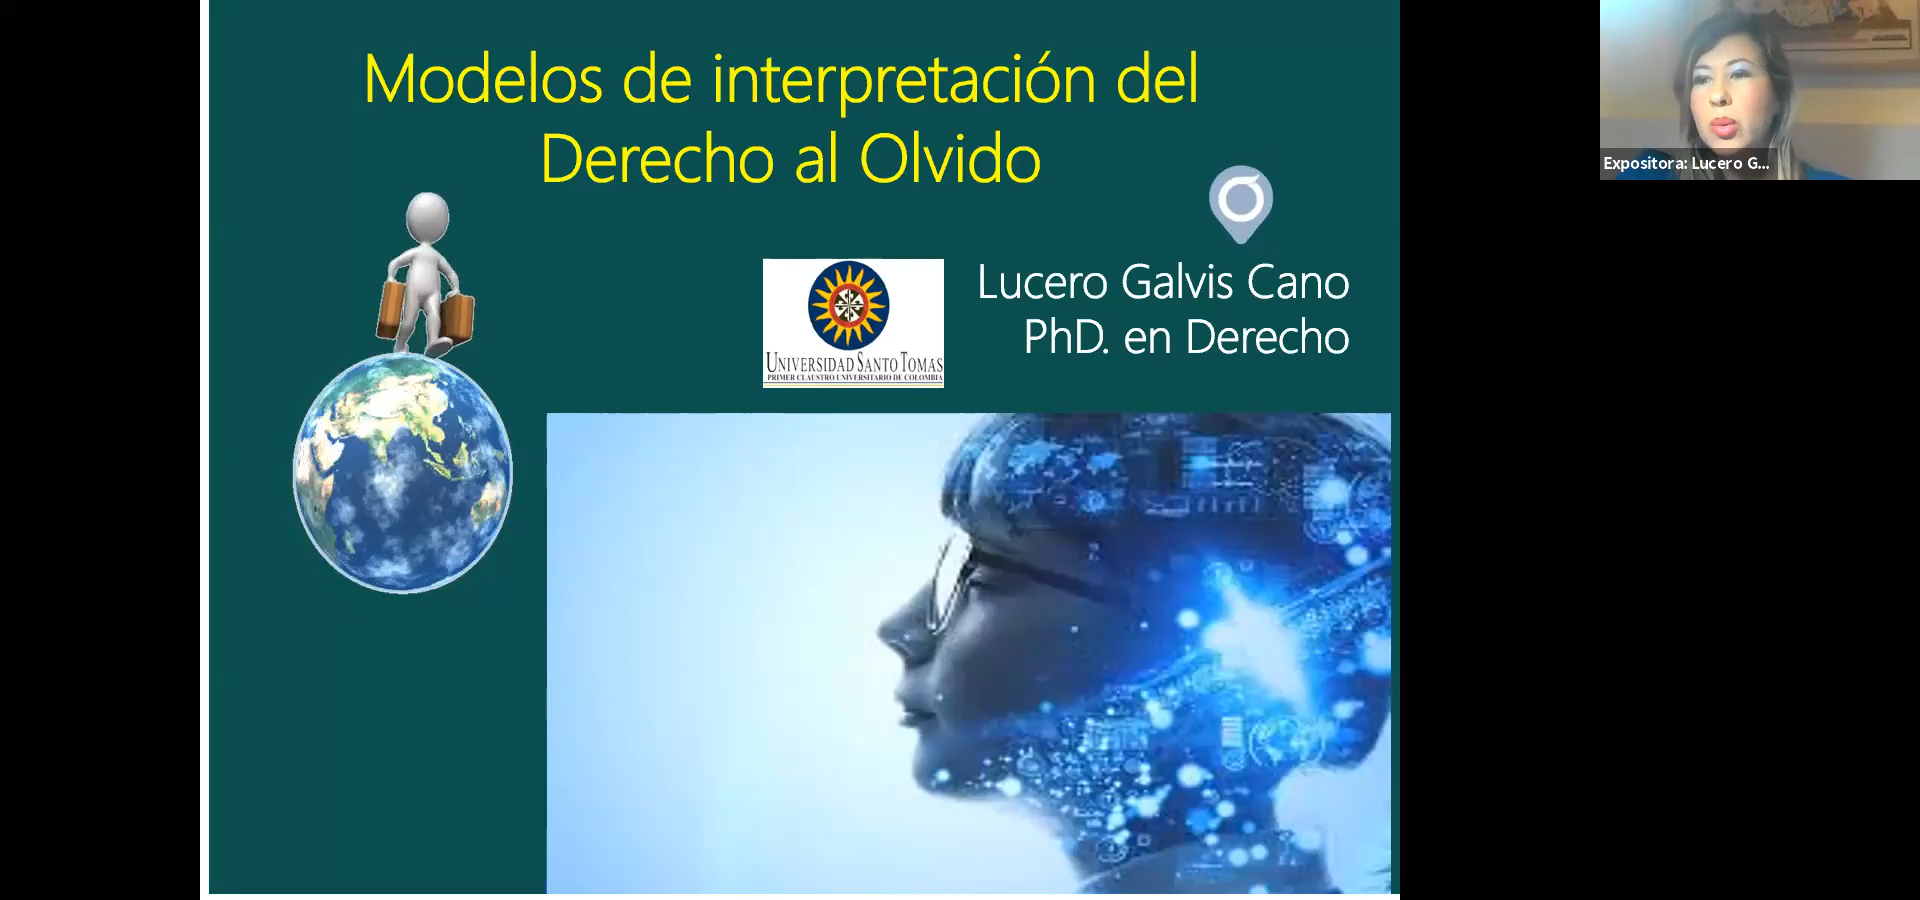 Modelos de interpretación del
Derecho al Olvido
Lucero Galvis Cano
PhD. en Derecho
UNIVERSIDAD SANTO TOMAS
PRIMER CLAUSTRO UNIVERSITARIO DE COLOMBIA
Expositora: Lucero G...